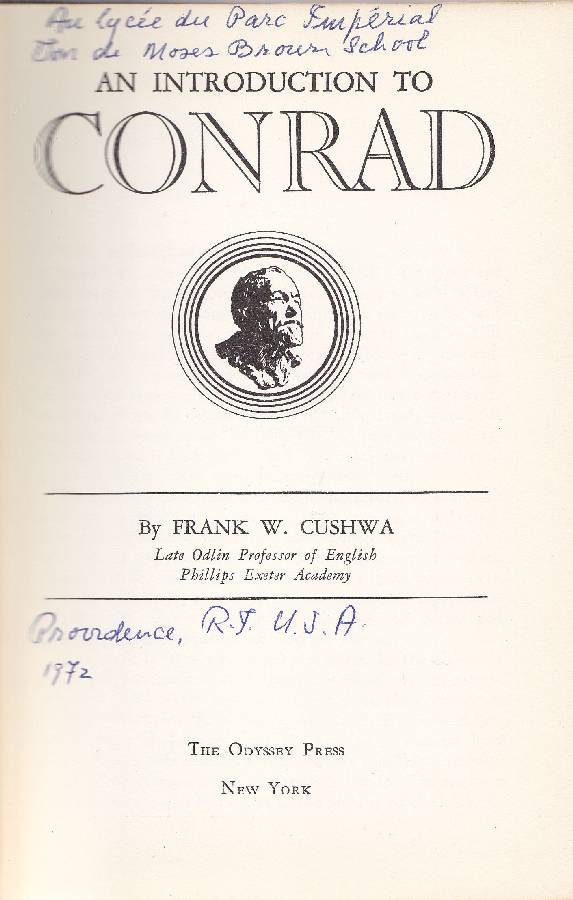 Au lycée du Parc Impérial
Don de Moses Brown School
AN INTRODUCTION TO
CONRAD
By FRANK W. CUSHWA
Late Odlin Professor of English
Phillips Exeter Academy
Providence, R.I. U.S.A.
1972
THE ODYSSEY PRESS
NEW YORK